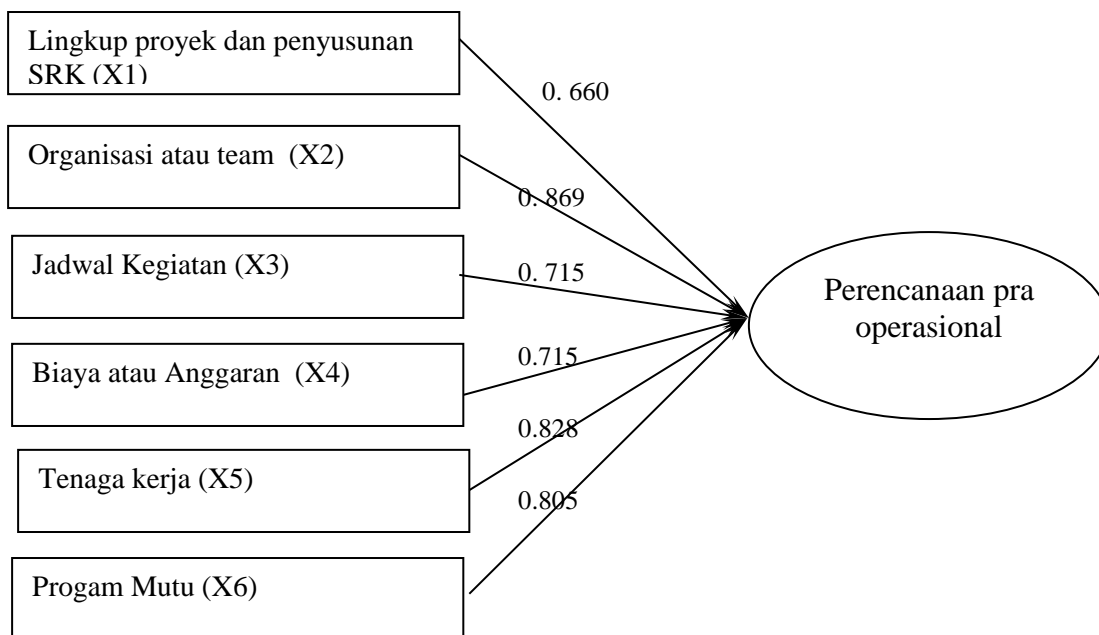 Lingkup proyek dan penyusunan
SRK (X1)
0. 660
Organisasi atau team  (X2)
0. 869
Jadwal Kegiatan (X3)
0. 715
Perencanaan pra
operasional
Biaya atau Anggaran  (X4)
0.715
Tenaga kerja (X5)
0.828
Progam Mutu (X6)
0.805